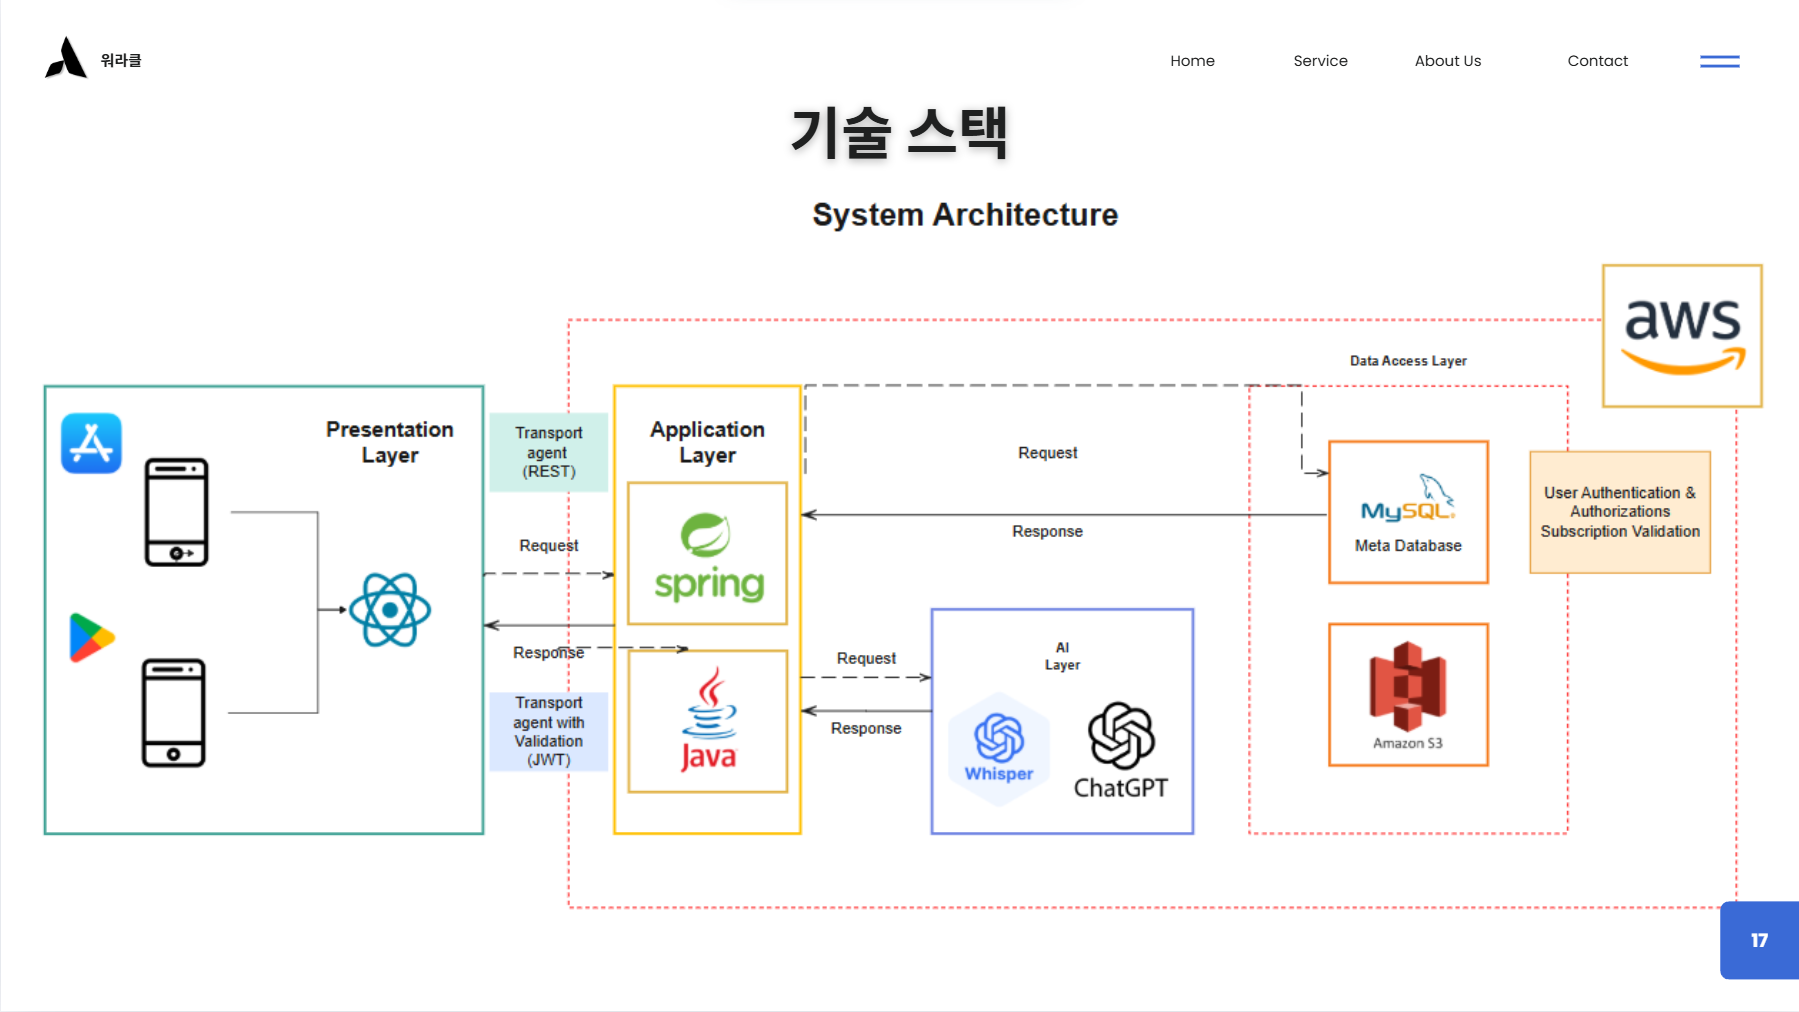 워라클
Home
Service
About Us
Contact
기술 스택
System Architecture
aws
Data Access Layer
Presentation
Layer
Transport
agent
(REST)
Application
Layer
Request
MySQL
Meta Database
User Authentication &
Authorizations
Subscription Validation
Response
Request
spring
Response
Request
AI
Layer
Transport
agent with
Validation
(JWT)
Java
Response
Whisper
ChatGPT
Amazon S3
17